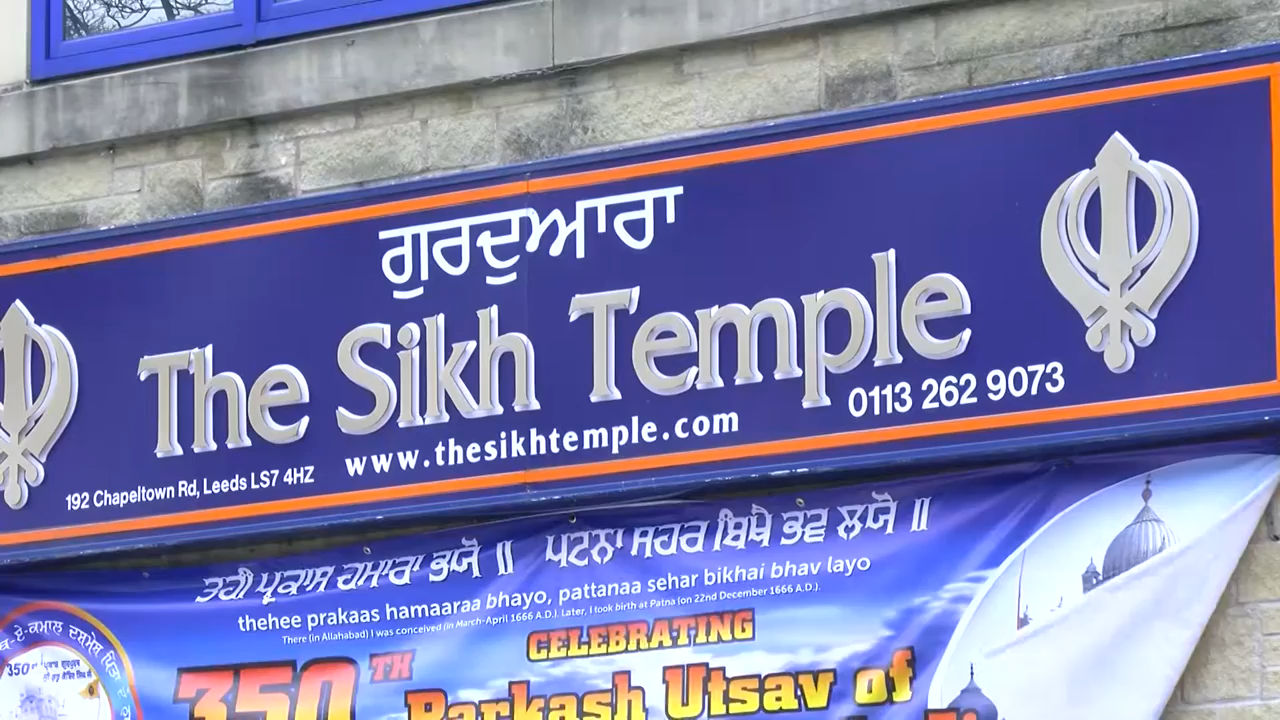 ਗੁਰਦੁਆਰਾ
The Sikh Temple
www.thesikhtemple.com
0113 262 9073
192 Chapeltown Rd, Leeds LS7 4HZ
ਤਹੀ ਪ੍ਰਕਾਸ ਹਮਾਰਾ ਭਯੋ ॥ ਪਟਨਾ ਸਹਰ ਬਿਖੈ ਭਵ ਲਯੋ ॥
thehee prakaas hamaaraa bhayo, pattanaa sehar bikhai bhav layo
There (in Allahabad) I was conceived (in March-April 1666 A.D.). Later, I took birth at Patna (on 22nd December 1666 A.D.).
CELEBRATING
350TH
Parkash Utsav of